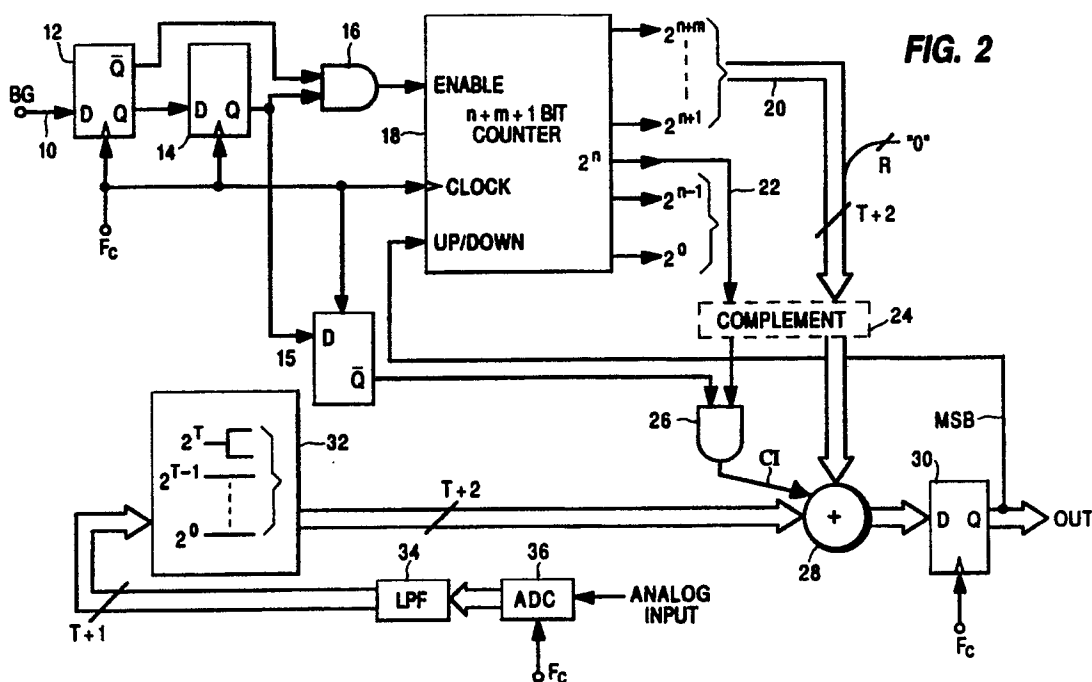 FIG. 2
12
16
Q̅
BG
D Q
10
D Q
14
ENABLE
n+m+1 BIT
COUNTER
18
CLOCK
UP/DOWN
2^{n+m}
2^{n+1}
2^n
2^{n-1}
2^0
20
22
"0"
R
T+2
F_C
COMPLEMENT
24
15
D
Q̅
26
CI
MSB
30
32
2^T
2^{T-1}
2^0
T+2
+
28
D Q
OUT
F_C
34
LPF
36
ADC
ANALOG
INPUT
T+1
F_C